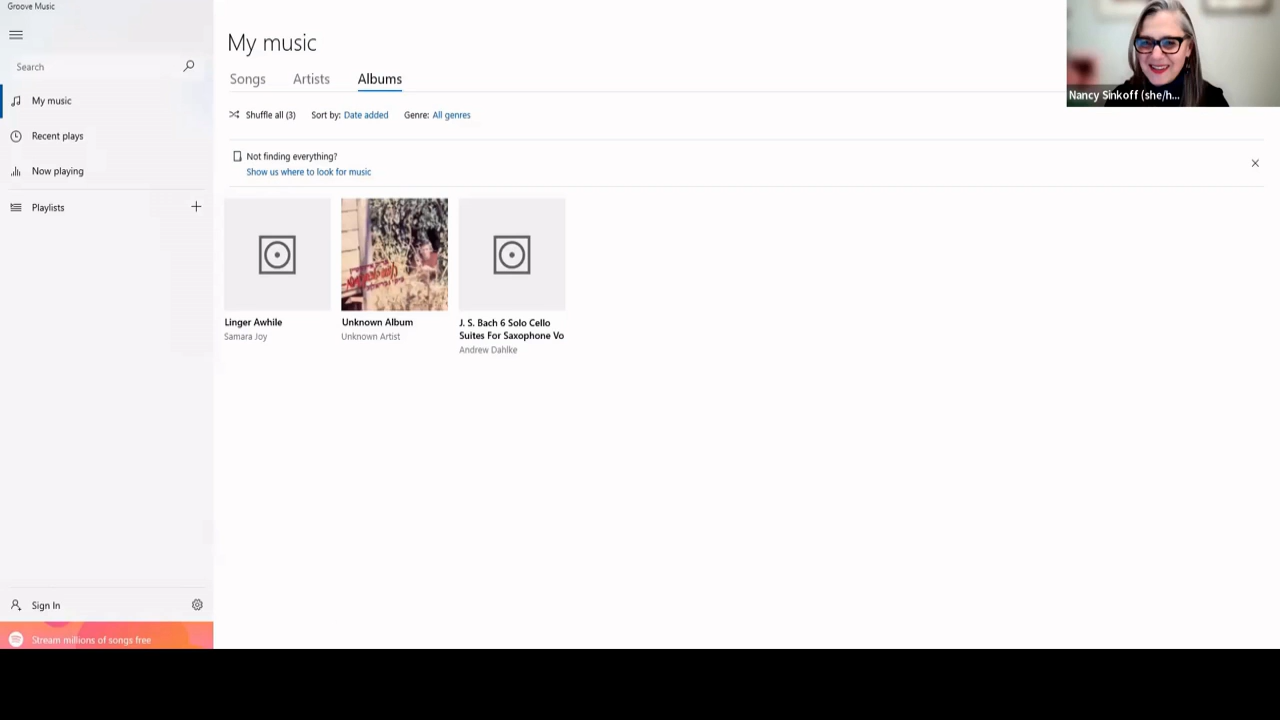 Groove Music
Search
My music
Recent plays
Now playing
Playlists
Sign In
Stream millions of songs free
My music
Songs Artists Albums
Shuffle all (3) Sort by: Date added Genre: All genres
Not finding everything?
Show us where to look for music
Linger Awhile
Samara Joy
Unknown Album
Unknown Artist
J. S. Bach 6 Solo Cello
Suites For Saxophone Vo
Andrew Dahlke
Nancy Sinkoff (she/h...